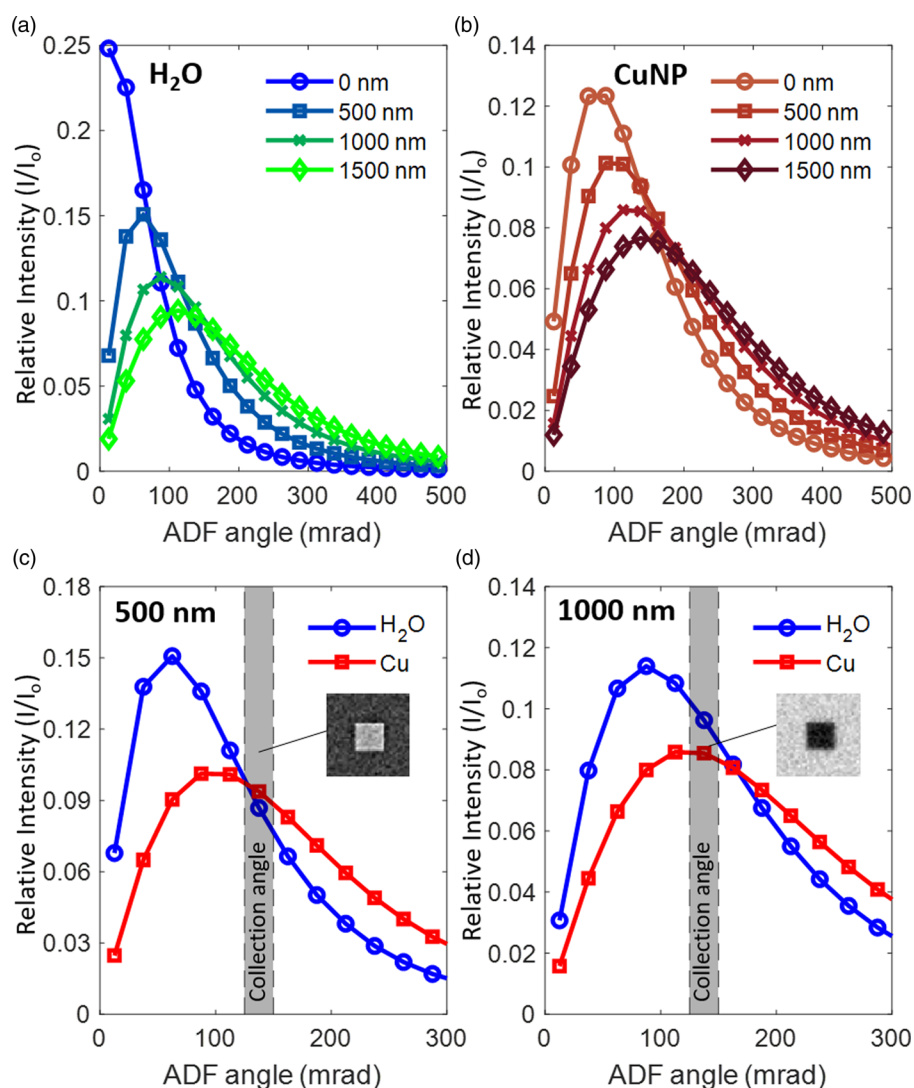 (a)
H₂O
0 nm
500 nm
1000 nm
1500 nm
0.25
0.2
0.15
0.1
0.05
0
0 100 200 300 400 500
Relative Intensity (I/Iₒ)
ADF angle (mrad)
(b)
CuNP
0 nm
500 nm
1000 nm
1500 nm
0.14
0.12
0.1
0.08
0.06
0.04
0.02
0
0 100 200 300 400 500
Relative Intensity (I/Iₒ)
ADF angle (mrad)
(c)
500 nm
H₂O
Cu
0.18
0.15
0.12
0.09
0.06
0.03
0
0 100 200 300
Relative Intensity (I/Iₒ)
Collection angle
ADF angle (mrad)
(d)
1000 nm
H₂O
Cu
0.14
0.12
0.1
0.08
0.06
0.04
0.02
0
0 100 200 300
Relative Intensity (I/Iₒ)
Collection angle
ADF angle (mrad)